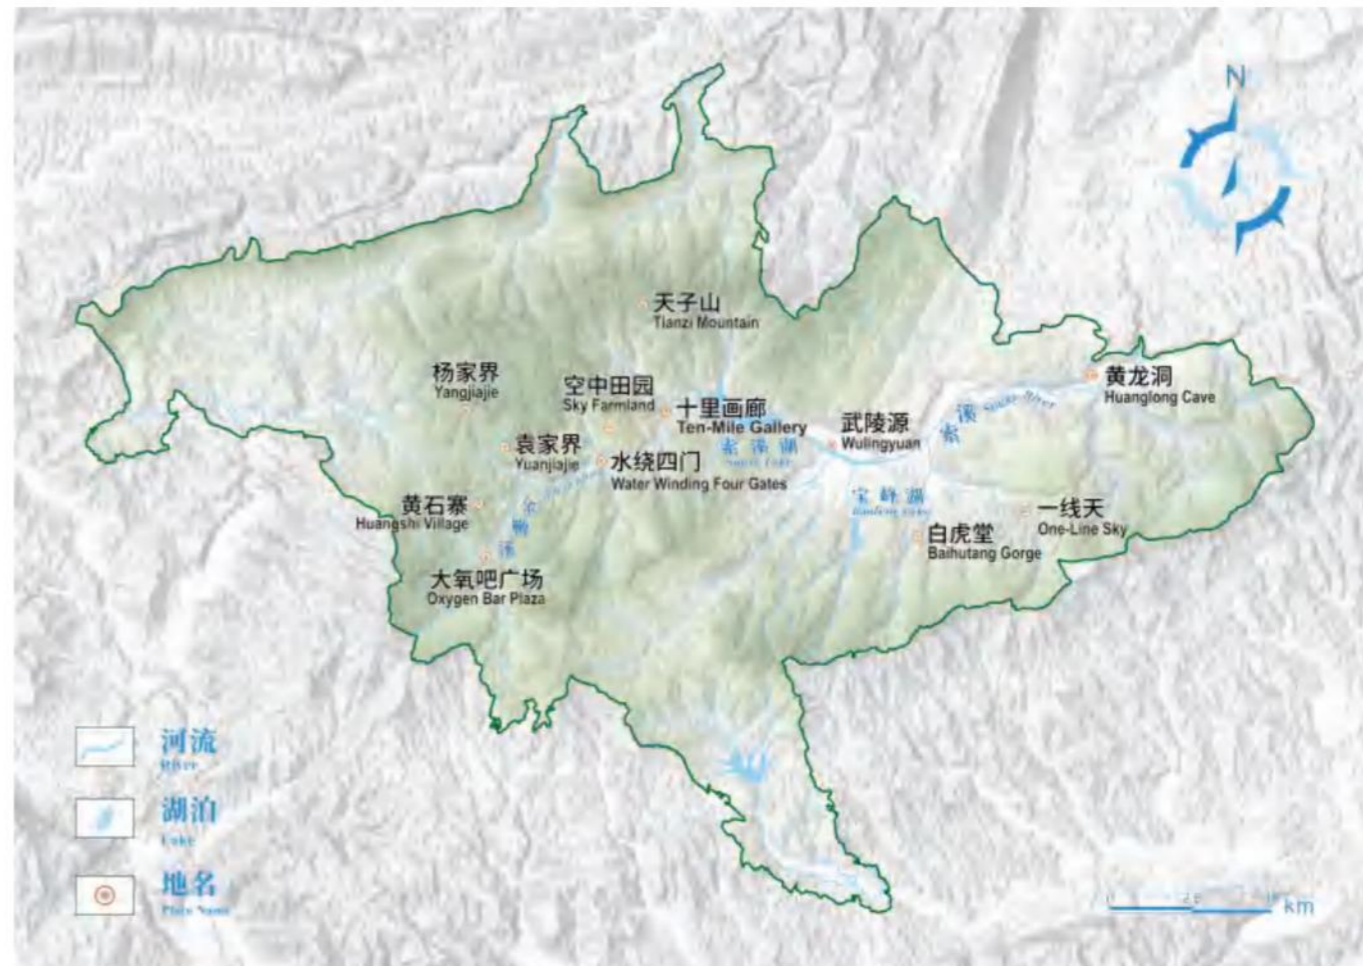 N
天子山
Tianzi Mountain
杨家界
Yangjiajie
空中田园
Sky Farmland
十里画廊
Ten-Mile Gallery
黄龙洞
Huanglong Cave
索溪
武陵源
Wulingyuan
袁家界
Yuanjiajie
索溪湖
水绕四门
Water Winding Four Gates
黄石寨
Huangshi Village
宝峰湖
一线天
One-Line Sky
白虎堂
Baihutang Gorge
大氧吧广场
Oxygen Bar Plaza
河流
River
湖泊
Lake
地名
km